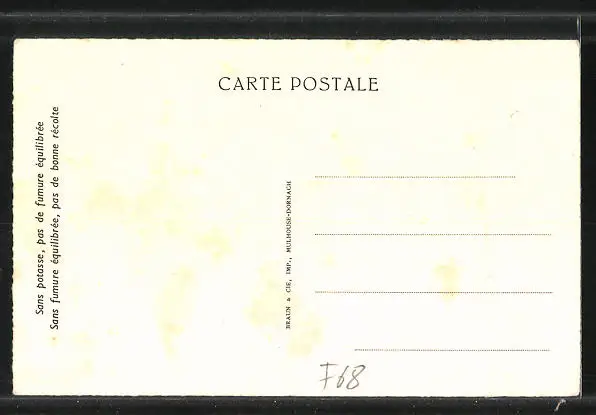 CARTE POSTALE
Sans potasse, pas de fumure équilibrée
Sans fumure équilibrée, pas de bonne récolte
BRAUN & CIE, IMP., MULHOUSE-DORNACH
F68